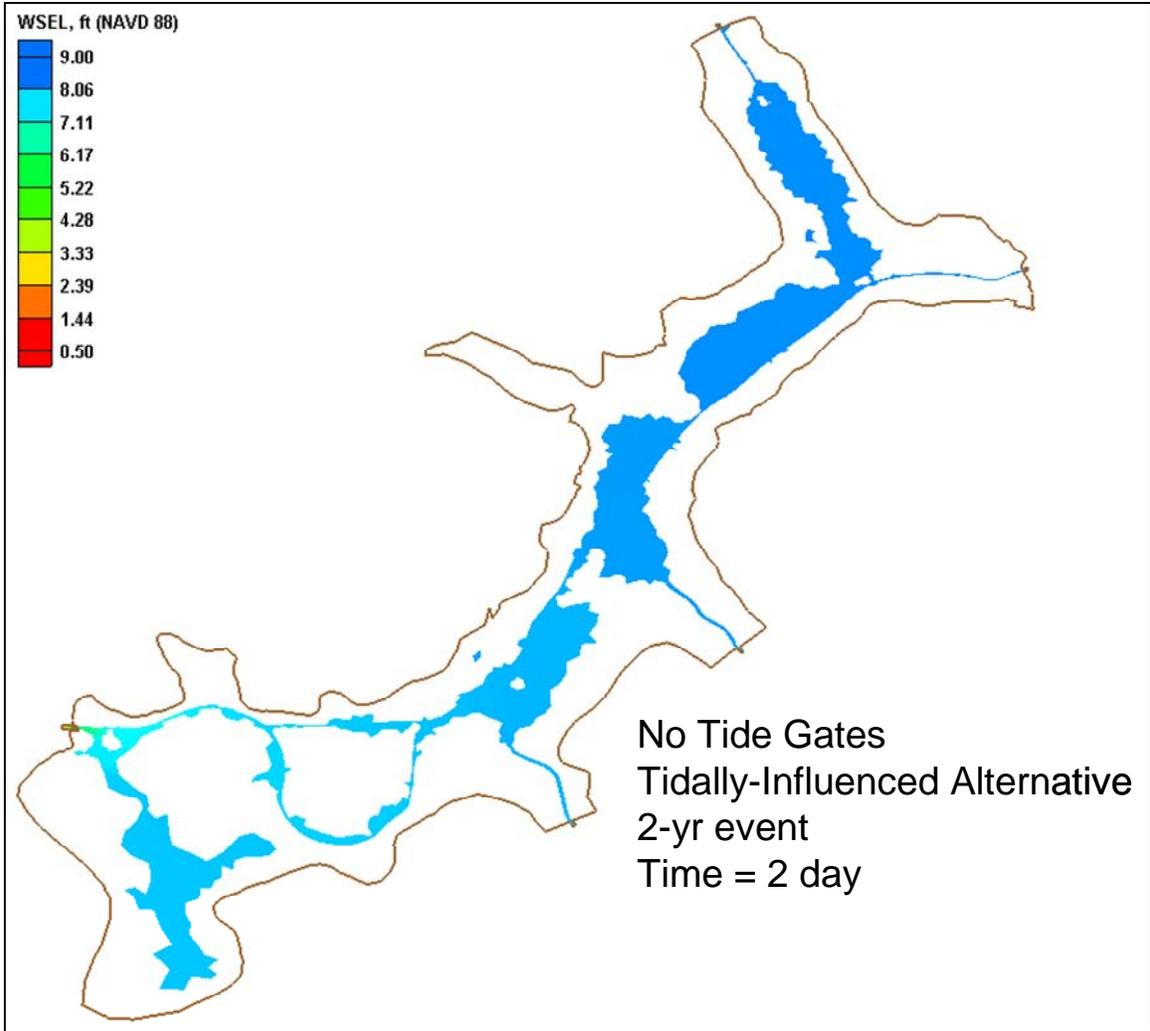 WSEL, ft (NAVD 88)
9.00
8.06
7.11
6.17
5.22
4.28
3.33
2.39
1.44
0.50
No Tide Gates
Tidally-Influenced Alternative
2-yr event
Time = 2 day